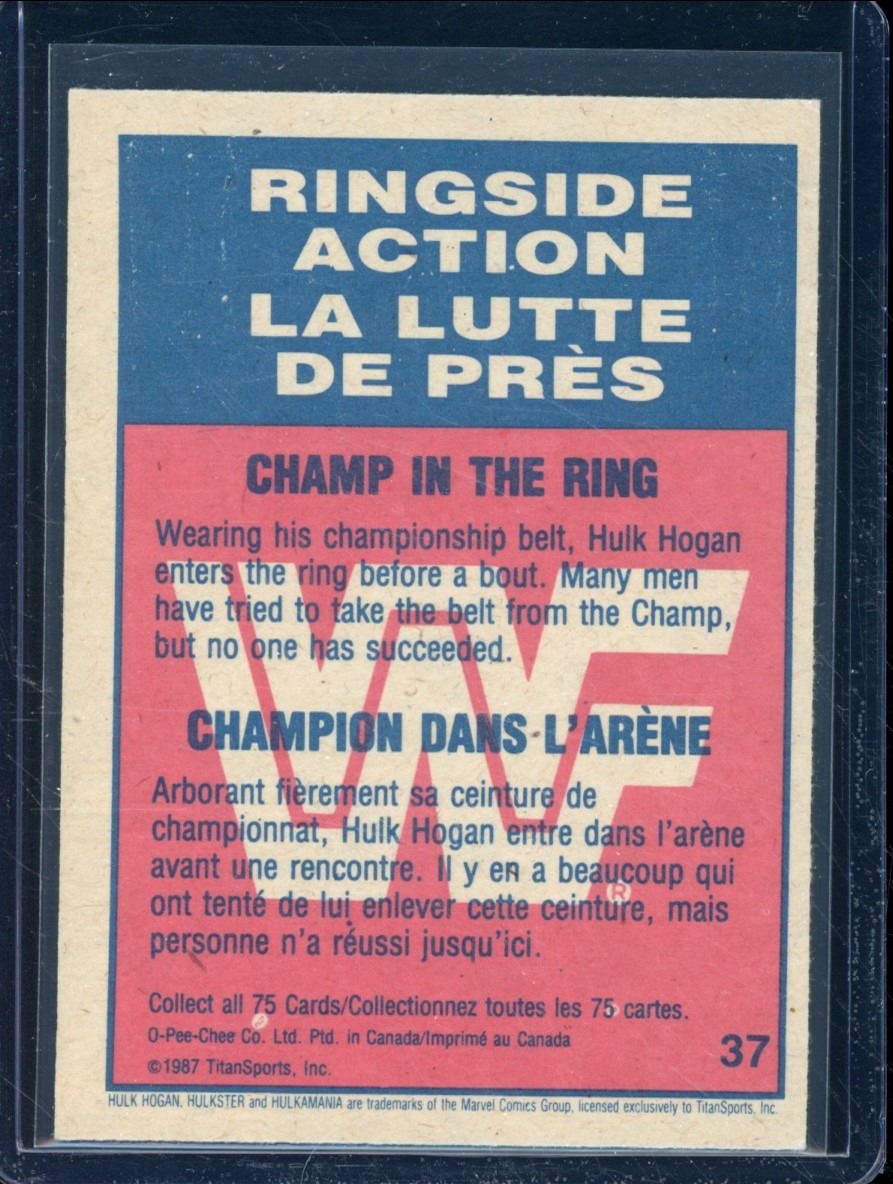 RINGSIDE
ACTION
LA LUTTE
DE PRÈS
CHAMP IN THE RING
Wearing his championship belt, Hulk Hogan
enters the ring before a bout. Many men
have tried to take the belt from the Champ,
but no one has succeeded.
CHAMPION DANS L'ARÈNE
Arborant fièrement sa ceinture de
championnat, Hulk Hogan entre dans l'arène
avant une rencontre. Il y en a beaucoup qui
ont tenté de lui enlever cette ceinture, mais
personne n'a réussi jusqu'ici.
WF
®
Collect all 75 Cards/Collectionnez toutes les 75 cartes.
O-Pee-Chee Co. Ltd. Ptd. in Canada/Imprimé au Canada
©1987 TitanSports, Inc.
37
HULK HOGAN, HULKSTER and HULKAMANIA are trademarks of the Marvel Comics Group, licensed exclusively to TitanSports, Inc.